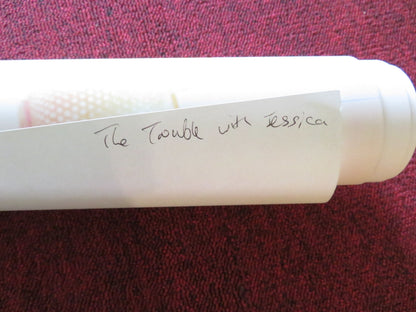 The Trouble with Jessica